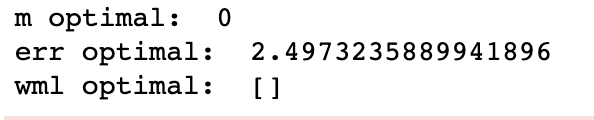 m optimal:  0
err optimal:  2.4973235889941896
wml optimal:  []